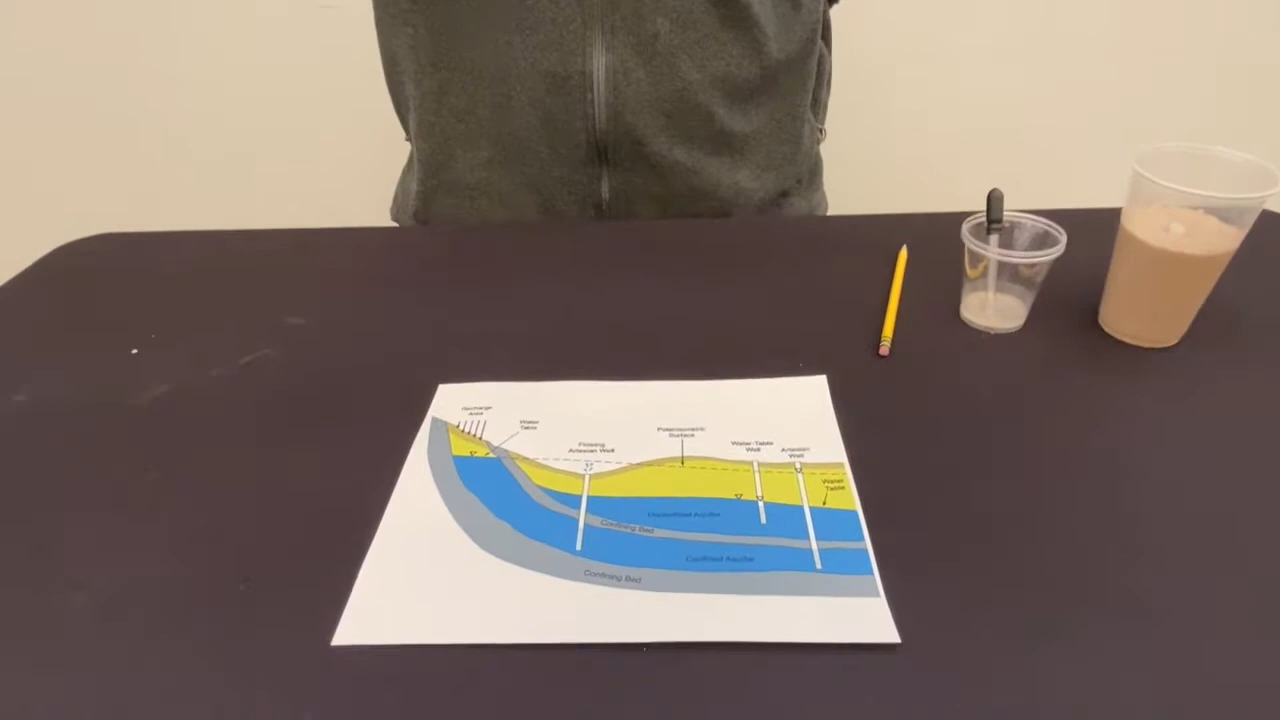 Recharge
Area
Water
Table
Flowing
Artesian Well
Potentiometric
Surface
Water-Table
Well
Artesian
Well
Water
Table
Unconfined Aquifer
Confining Bed
Confined Aquifer
Confining Bed